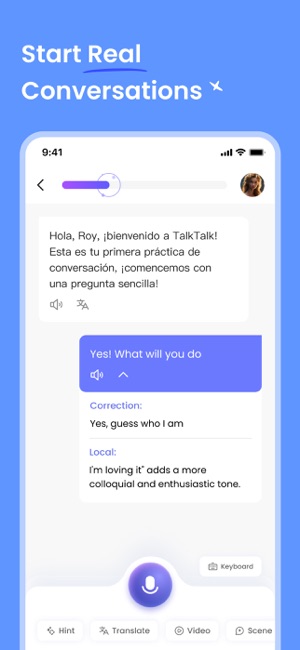 Start Real
Conversations
9:41
Hola, Roy, ¡bienvenido a TalkTalk!
Esta es tu primera práctica de
conversación, ¡comencemos con
una pregunta sencilla!
Yes! What will you do
Correction:
Yes, guess who I am
Local:
I'm loving it" adds a more
colloquial and enthusiastic tone.
Keyboard
Hint
Translate
Video
Scene